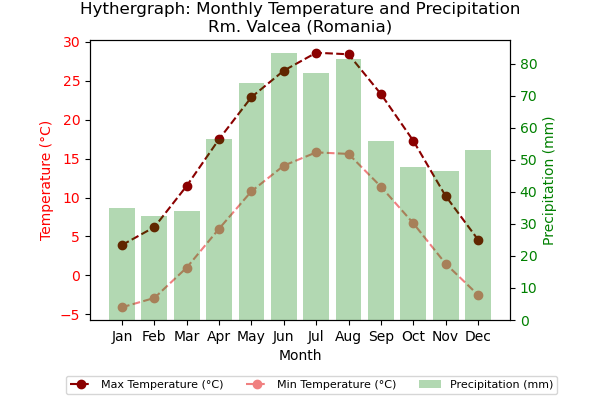 Hythergraph: Monthly Temperature and Precipitation
Rm. Valcea (Romania)
30
25
20
15
10
5
0
−5
Temperature (°C)
80
70
60
50
40
30
20
10
0
Precipitation (mm)
Jan Feb Mar Apr May Jun Jul Aug Sep Oct Nov Dec
Month
Max Temperature (°C) Min Temperature (°C) Precipitation (mm)